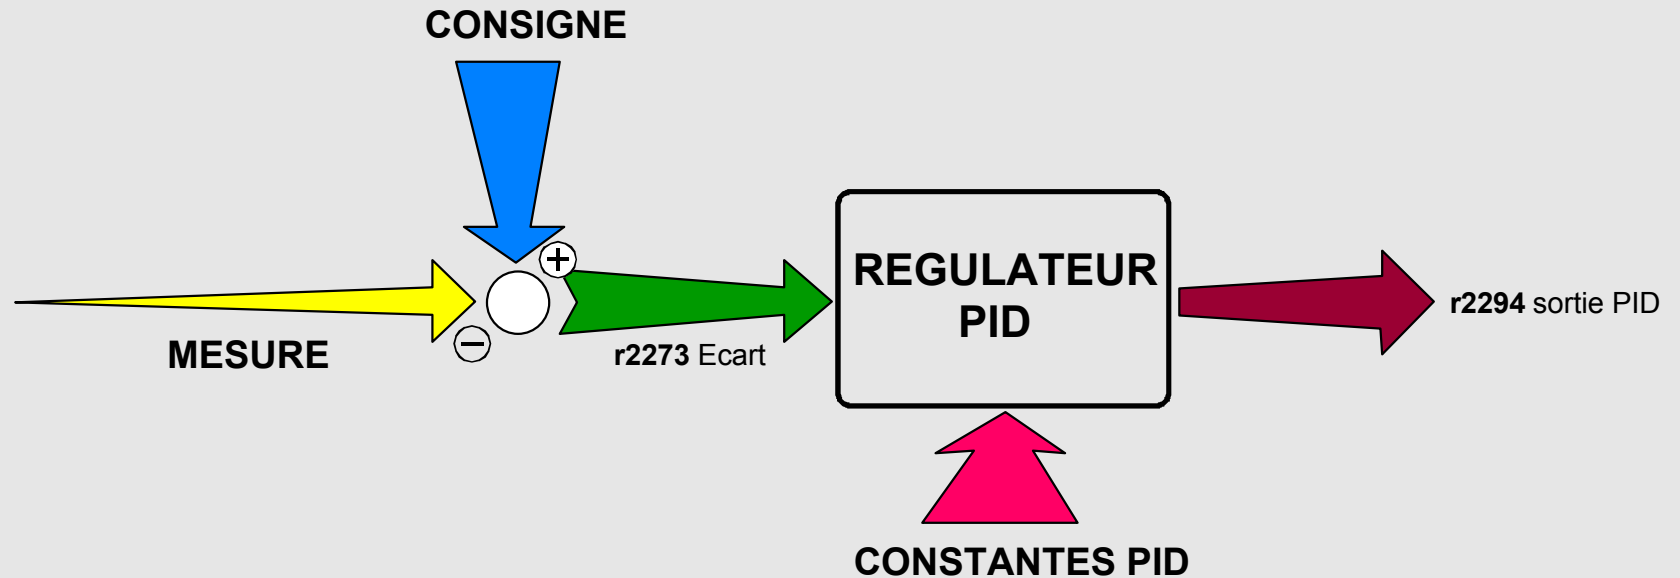 CONSIGNE
+
REGULATEUR
PID
r2294 sortie PID
−
MESURE
r2273 Ecart
CONSTANTES PID